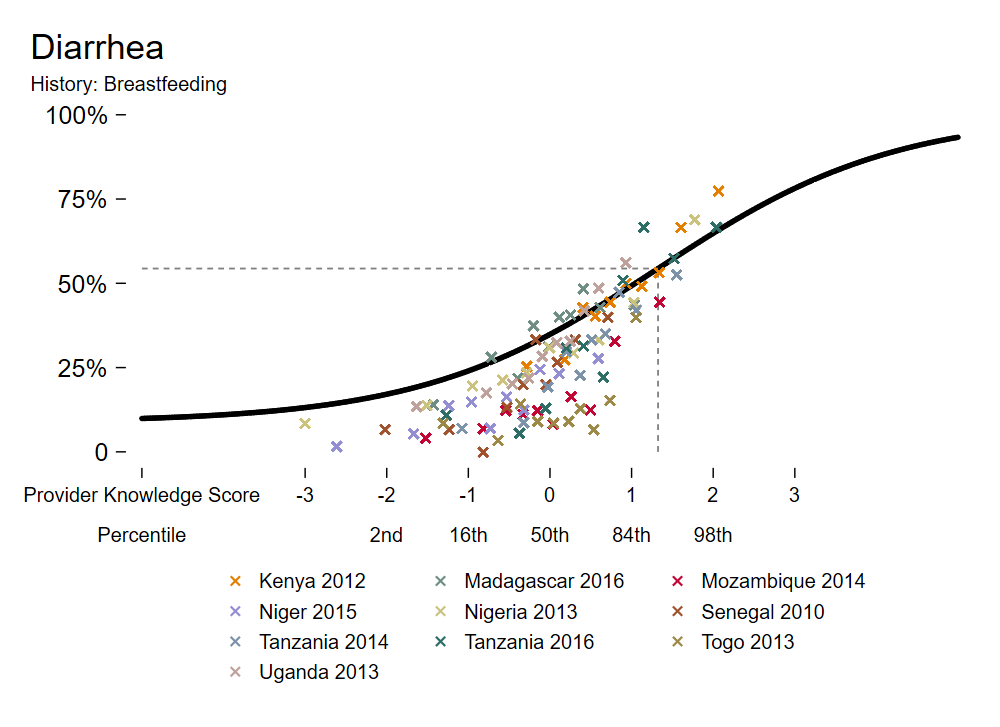 Diarrhea
History: Breastfeeding
100%
75%
50%
25%
0
Provider Knowledge Score -3 -2 -1 0 1 2 3
Percentile 2nd 16th 50th 84th 98th
Kenya 2012 Madagascar 2016 Mozambique 2014
Niger 2015 Nigeria 2013 Senegal 2010
Tanzania 2014 Tanzania 2016 Togo 2013
Uganda 2013